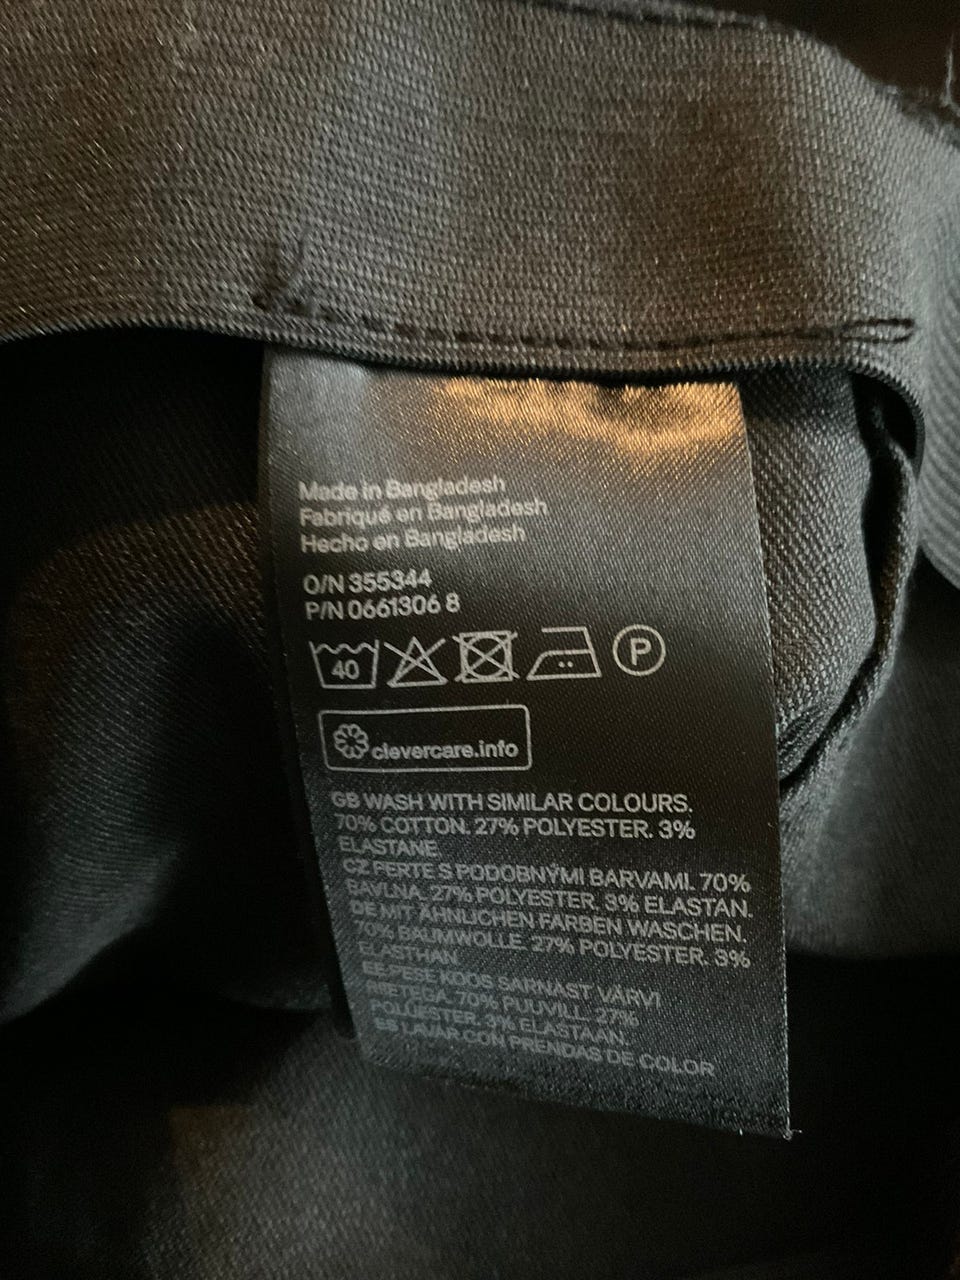 Made in Bangladesh
Fabriqué en Bangladesh
Hecho en Bangladesh
O/N 355344
P/N 0661306 8
40 P
clevercare.info
GB WASH WITH SIMILAR COLOURS.
70% COTTON. 27% POLYESTER. 3%
ELASTANE
CZ PERTE S PODOBNÝMI BARVAMI. 70%
BAVLNA. 27% POLYESTER. 3% ELASTAN.
DE MIT ÄHNLICHEN FARBEN WASCHEN.
70% BAUMWOLLE. 27% POLYESTER. 3%
ELASTHAN
EE PESE KOOS SARNAST VÄRVI
RIIETEGA. 70% PUUVILL. 27%
POLÜESTER. 3% ELASTAAN.
ES LAVAR CON PRENDAS DE COLOR